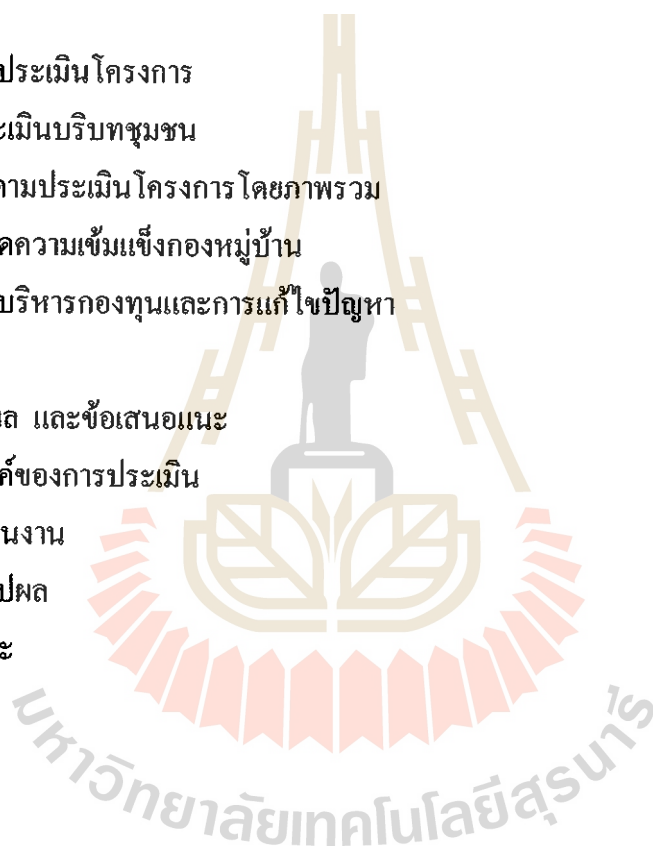 ประเมินโครงการ
ะเมินบริบทชุมชน
ตามประเมินโครงการโดยภาพรวม
ัดความเข้มแข็งกองหมู่บ้าน
บริหารกองทุนและการแก้ไขปัญหา
ผล และข้อเสนอแนะ
ค์ของการประเมิน
นงาน
ปผล
ะ
มหาวิทยาลัยเทคโนโลยีสุรนารี